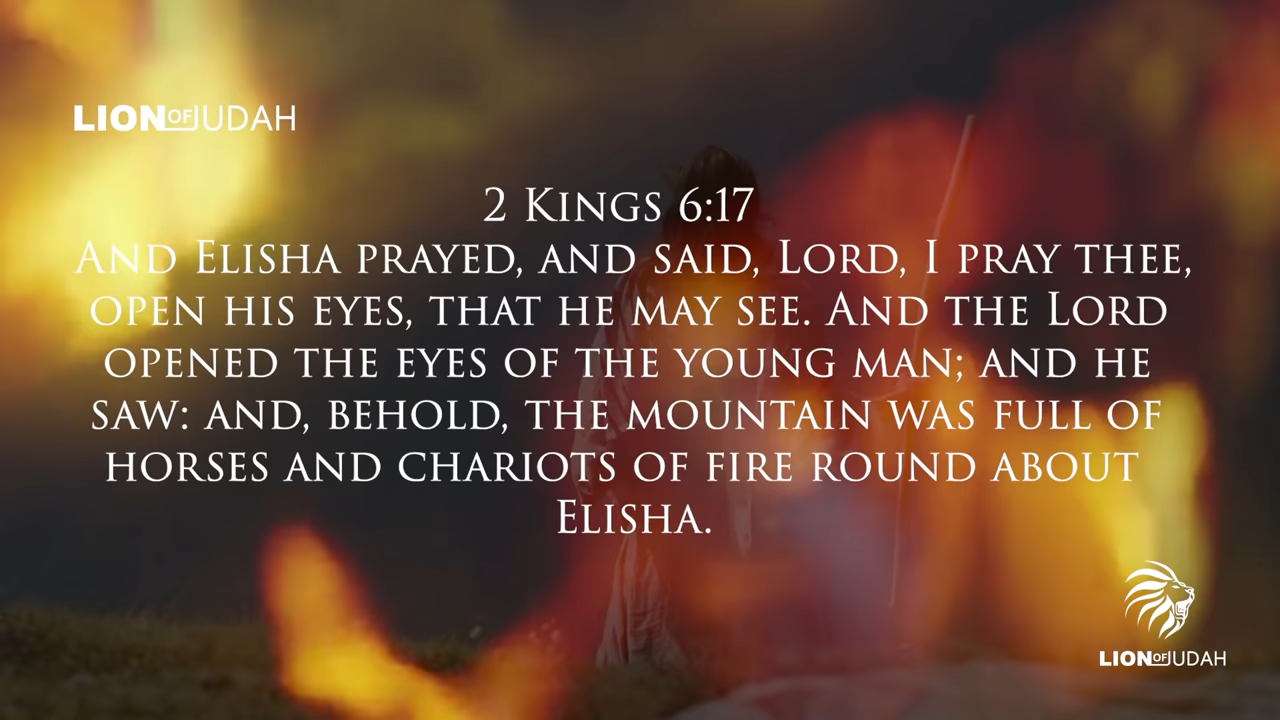 LION OF JUDAH
2 Kings 6:17
And Elisha prayed, and said, Lord, I pray thee,
open his eyes, that he may see. And the Lord
opened the eyes of the young man; and he
saw: and, behold, the mountain was full of
horses and chariots of fire round about
Elisha.
LION OF JUDAH